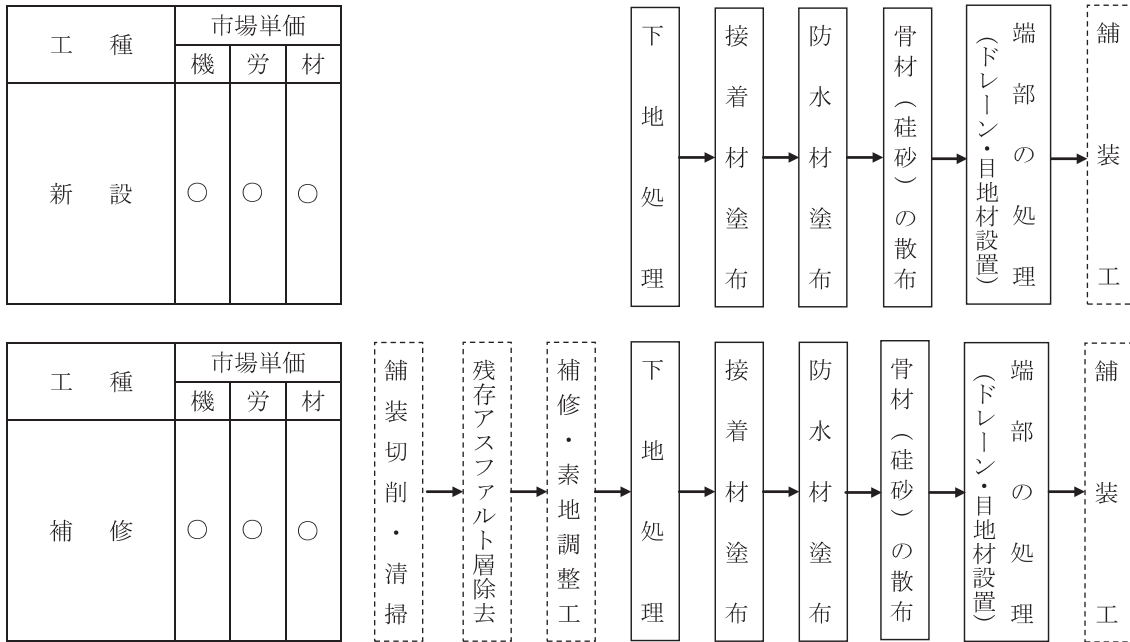 工種
市場単価
機 労 材
新設 ○ ○ ○
下地処理
接着材塗布
防水材塗布
骨材（硅砂）の散布
端部の処理
（ドレーン・目地材設置）
舗装工
工種
市場単価
機 労 材
補修 ○ ○ ○
舗装切削・清掃
残存アスファルト層除去
補修・素地調整工
下地処理
接着材塗布
防水材塗布
骨材（硅砂）の散布
端部の処理
（ドレーン・目地材設置）
舗装工